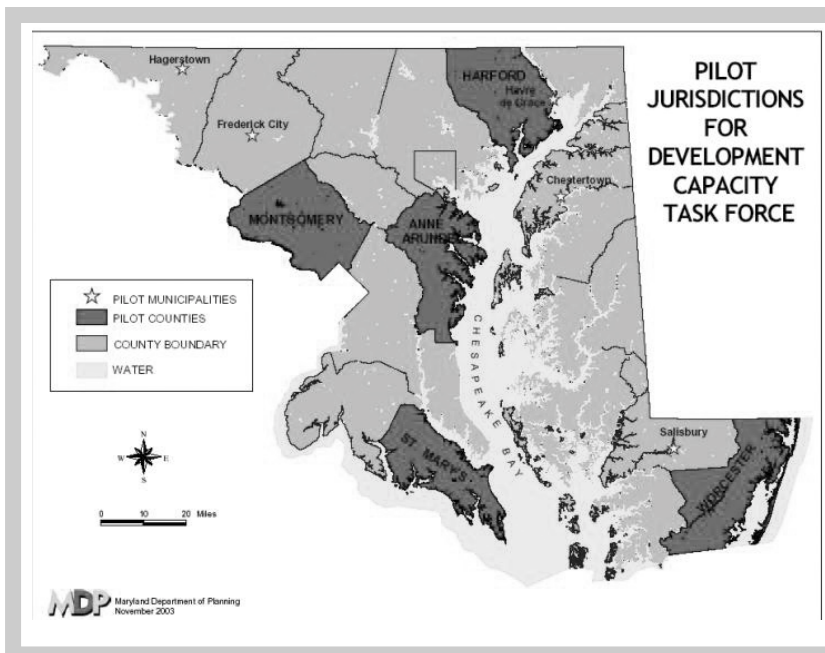 PILOT
JURISDICTIONS
FOR
DEVELOPMENT
CAPACITY
TASK FORCE
Hagerstown
HARFORD
Havre
de Grace
Frederick City
Chestertown
MONTGOMERY
ANNE
ARUNDEL
PILOT MUNICIPALITIES
PILOT COUNTIES
COUNTY BOUNDARY
WATER
CHESAPEAKE BAY
Salisbury
ST. MARY'S
WORCESTER
N
W E
S
0 10 20 Miles
MDP
Maryland Department of Planning
November 2003